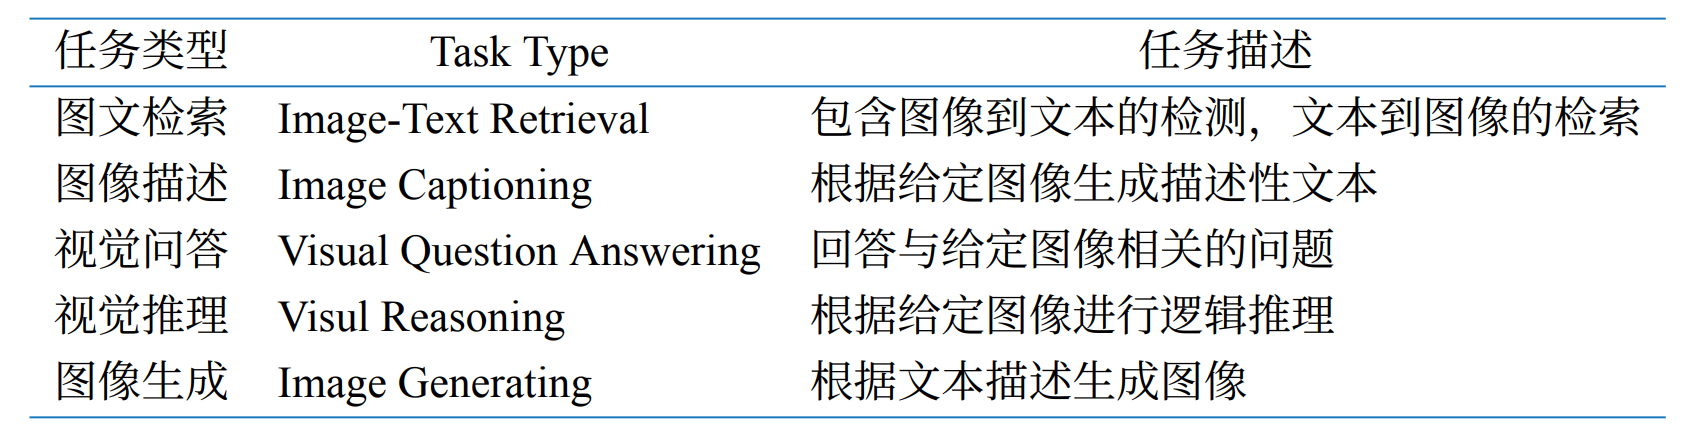 任务类型 Task Type 任务描述
图文检索 Image-Text Retrieval 包含图像到文本的检测，文本到图像的检索
图像描述 Image Captioning 根据给定图像生成描述性文本
视觉问答 Visual Question Answering 回答与给定图像相关的问题
视觉推理 Visul Reasoning 根据给定图像进行逻辑推理
图像生成 Image Generating 根据文本描述生成图像